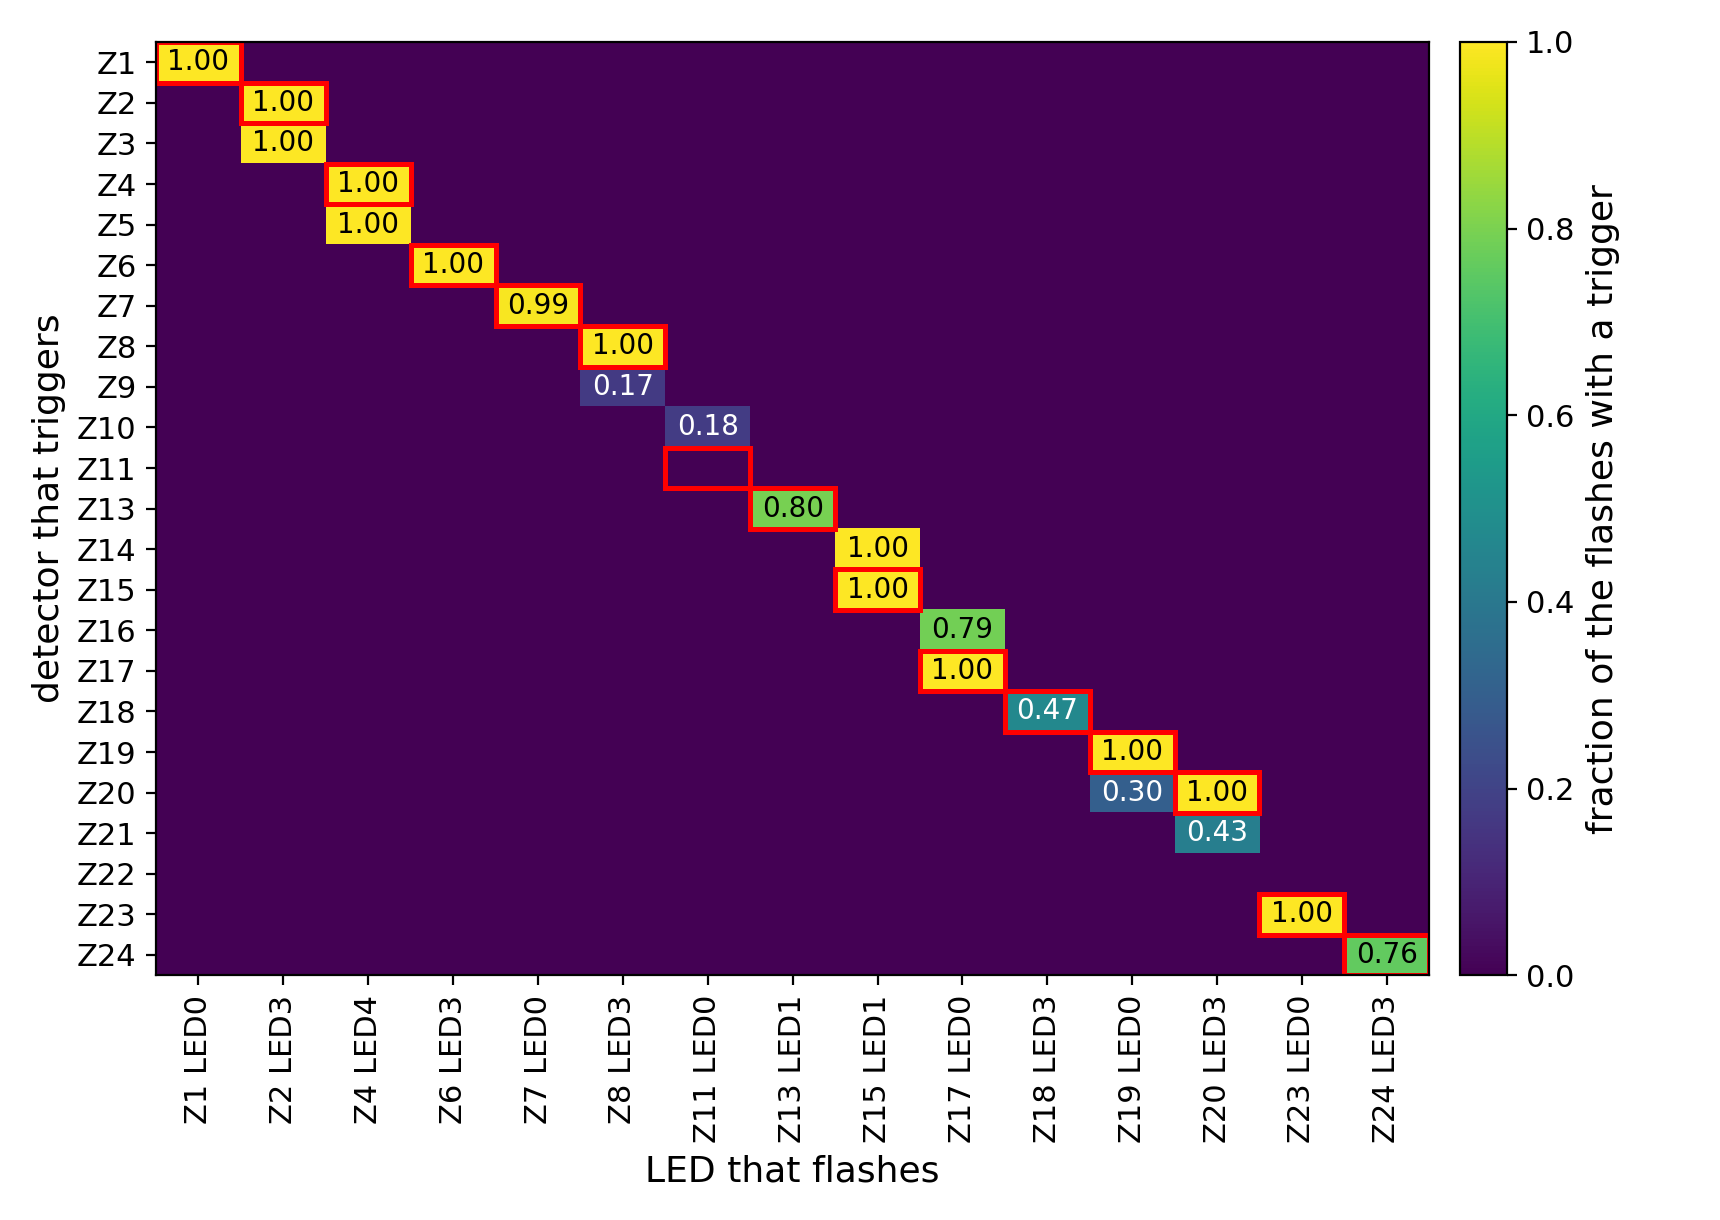 Z1
Z2
Z3
Z4
Z5
Z6
Z7
Z8
Z9
Z10
Z11
Z13
Z14
Z15
Z16
Z17
Z18
Z19
Z20
Z21
Z22
Z23
Z24
detector that triggers
1.00
1.00
1.00
1.00
1.00
1.00
0.99
1.00
0.17
0.18
0.80
1.00
1.00
0.79
1.00
0.47
1.00
0.30 1.00
0.43
1.00
0.76
Z1 LED0
Z2 LED3
Z4 LED4
Z6 LED3
Z7 LED0
Z8 LED3
Z11 LED0
Z13 LED1
Z15 LED1
Z17 LED0
Z18 LED3
Z19 LED0
Z20 LED3
Z23 LED0
Z24 LED3
LED that flashes
1.0
0.8
0.6
0.4
0.2
0.0
fraction of the flashes with a trigger